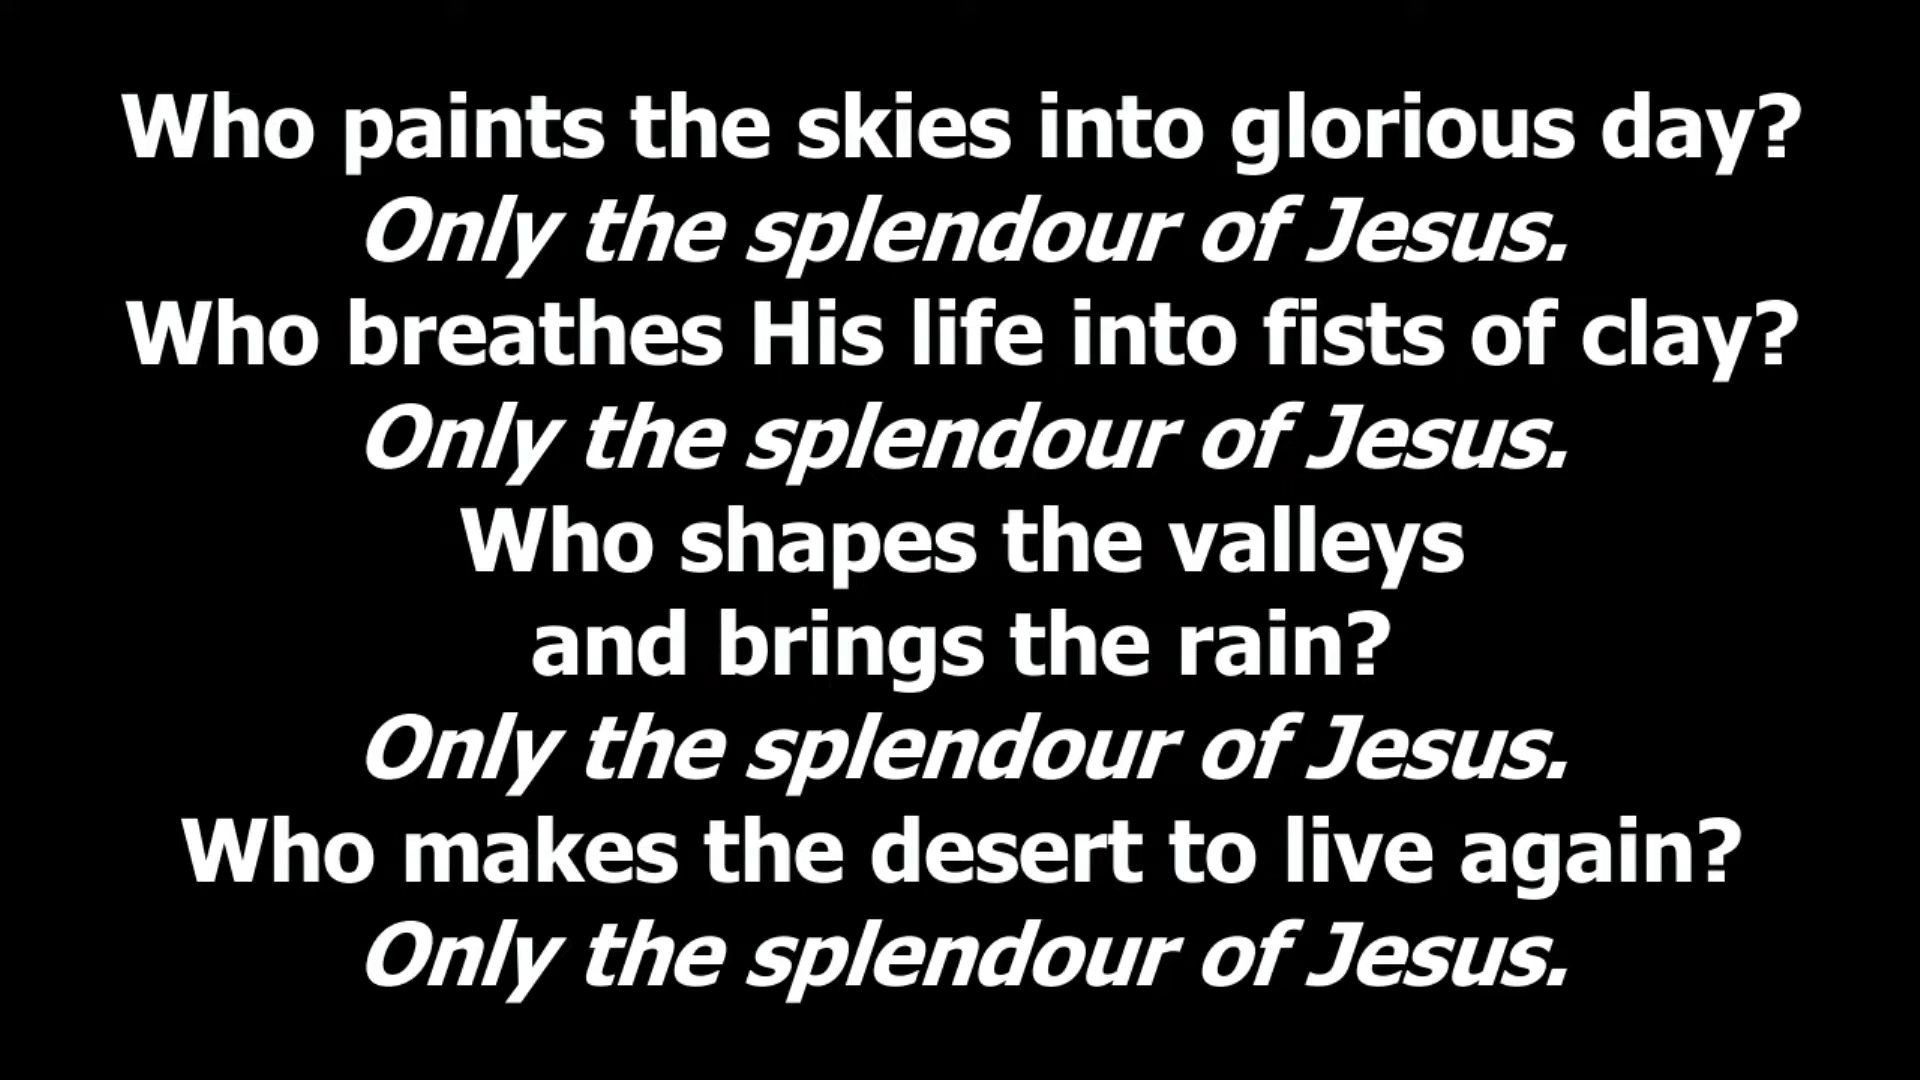 Who paints the skies into glorious day?
Only the splendour of Jesus.
Who breathes His life into fists of clay?
Only the splendour of Jesus.
Who shapes the valleys
and brings the rain?
Only the splendour of Jesus.
Who makes the desert to live again?
Only the splendour of Jesus.